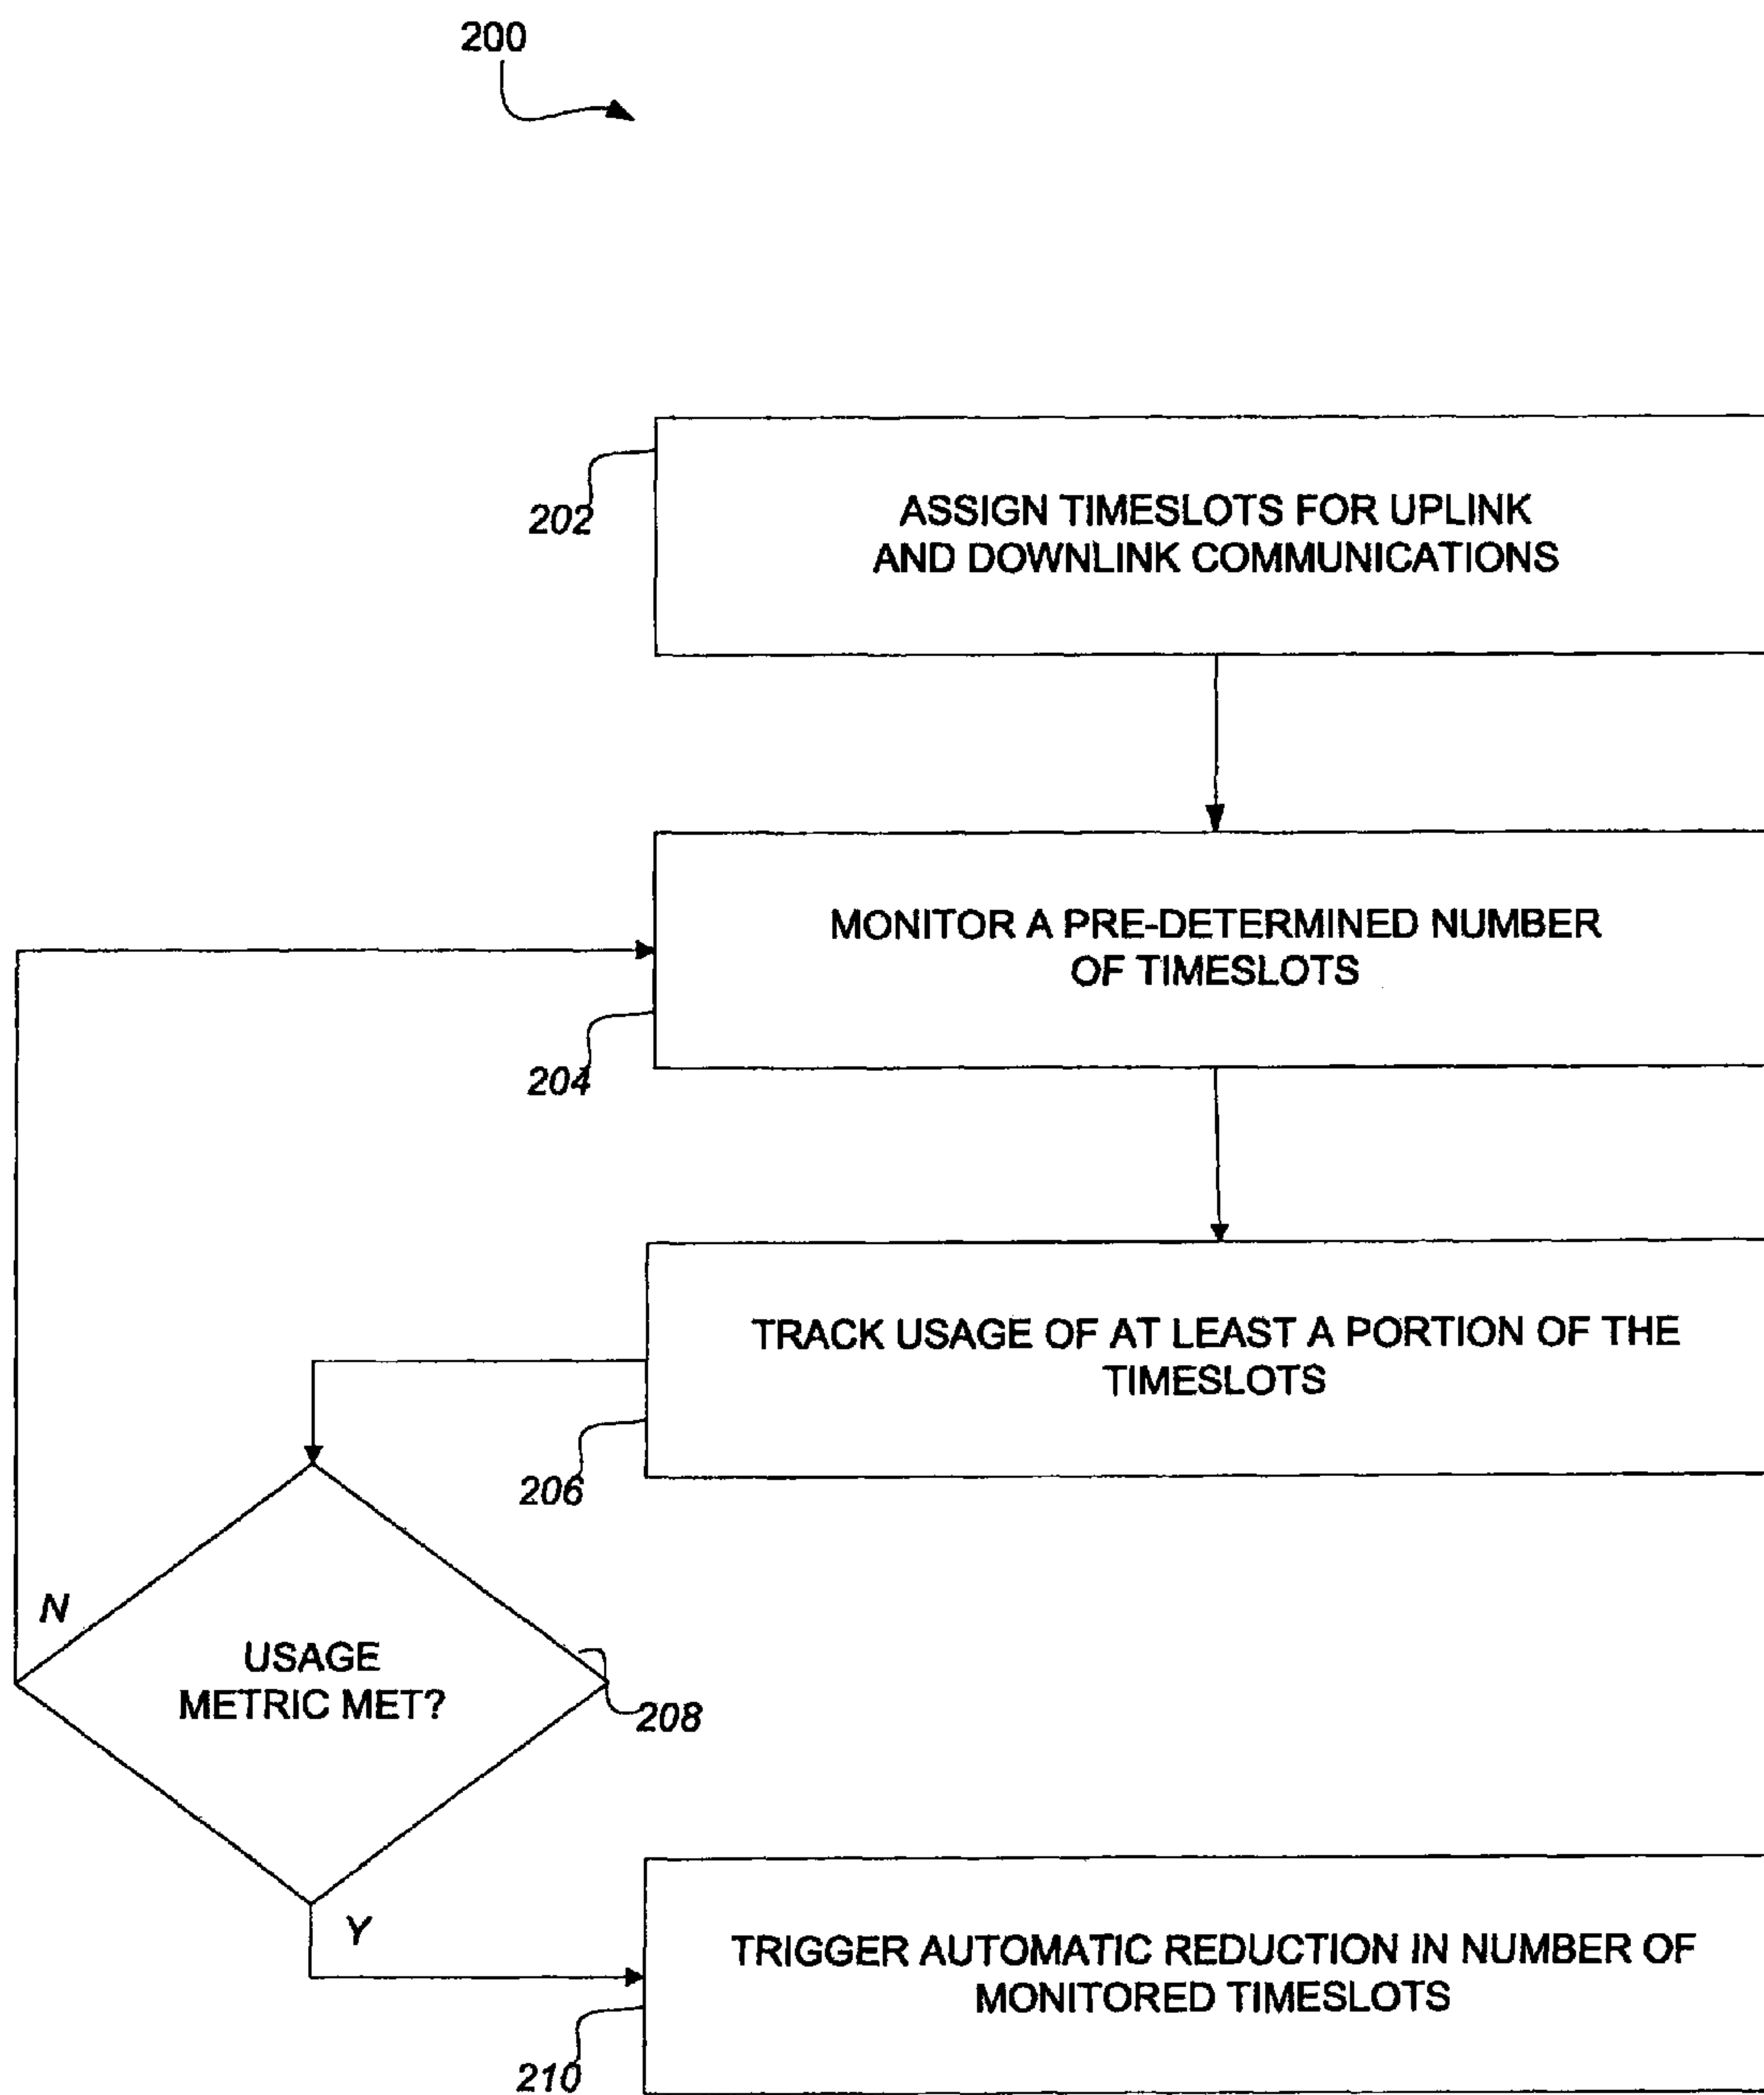 200
202
ASSIGN TIMESLOTS FOR UPLINK
AND DOWNLINK COMMUNICATIONS
MONITOR A PRE-DETERMINED NUMBER
OF TIMESLOTS
204
TRACK USAGE OF AT LEAST A PORTION OF THE
TIMESLOTS
206
N
USAGE
METRIC MET?
208
Y
TRIGGER AUTOMATIC REDUCTION IN NUMBER OF
MONITORED TIMESLOTS
210